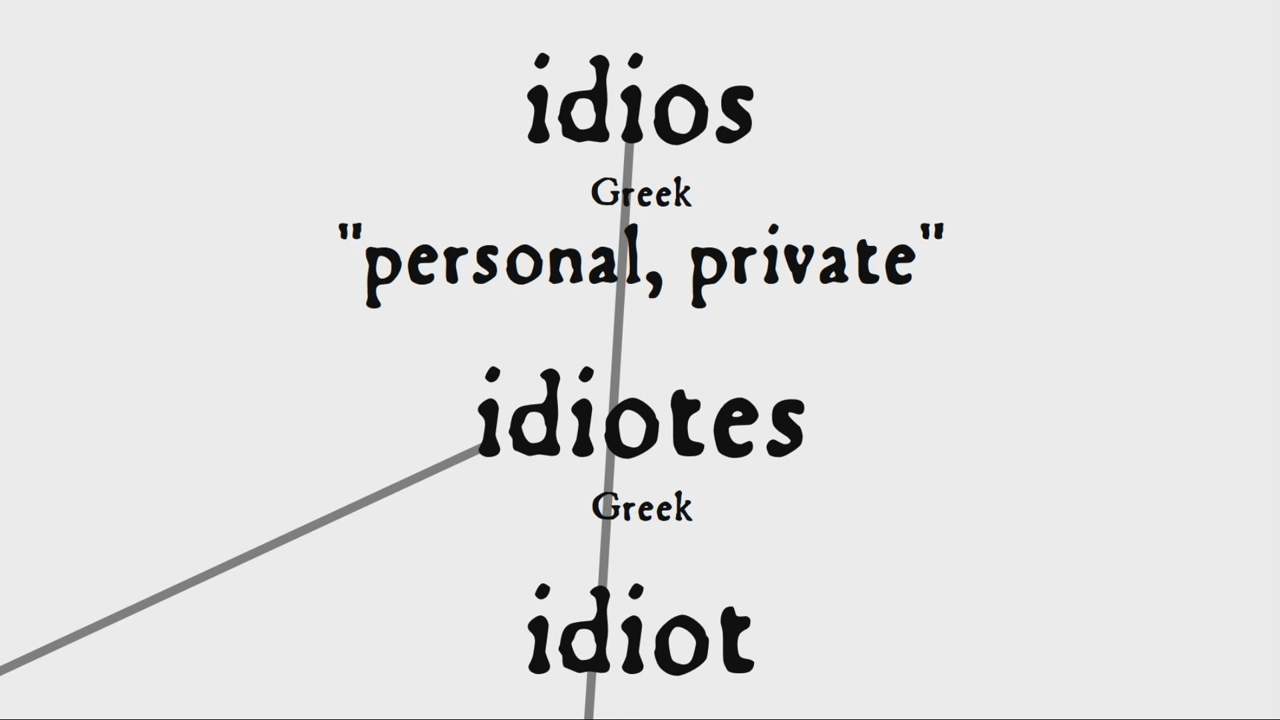 idios
Greek
"personal, private"
idiotes
Greek
idiot